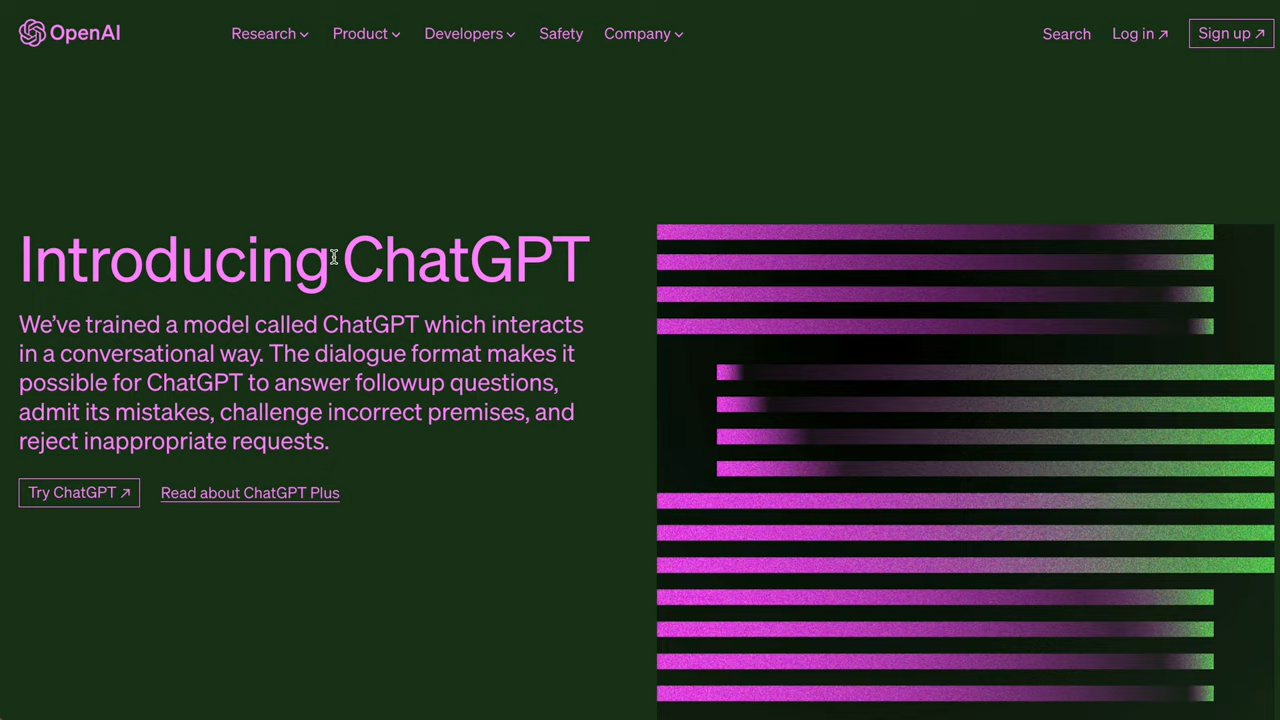 OpenAI
Research
Product
Developers
Safety
Company
Search
Log in ↗
Sign up ↗
Introducing ChatGPT
We’ve trained a model called ChatGPT which interacts
in a conversational way. The dialogue format makes it
possible for ChatGPT to answer followup questions,
admit its mistakes, challenge incorrect premises, and
reject inappropriate requests.
Try ChatGPT ↗
Read about ChatGPT Plus